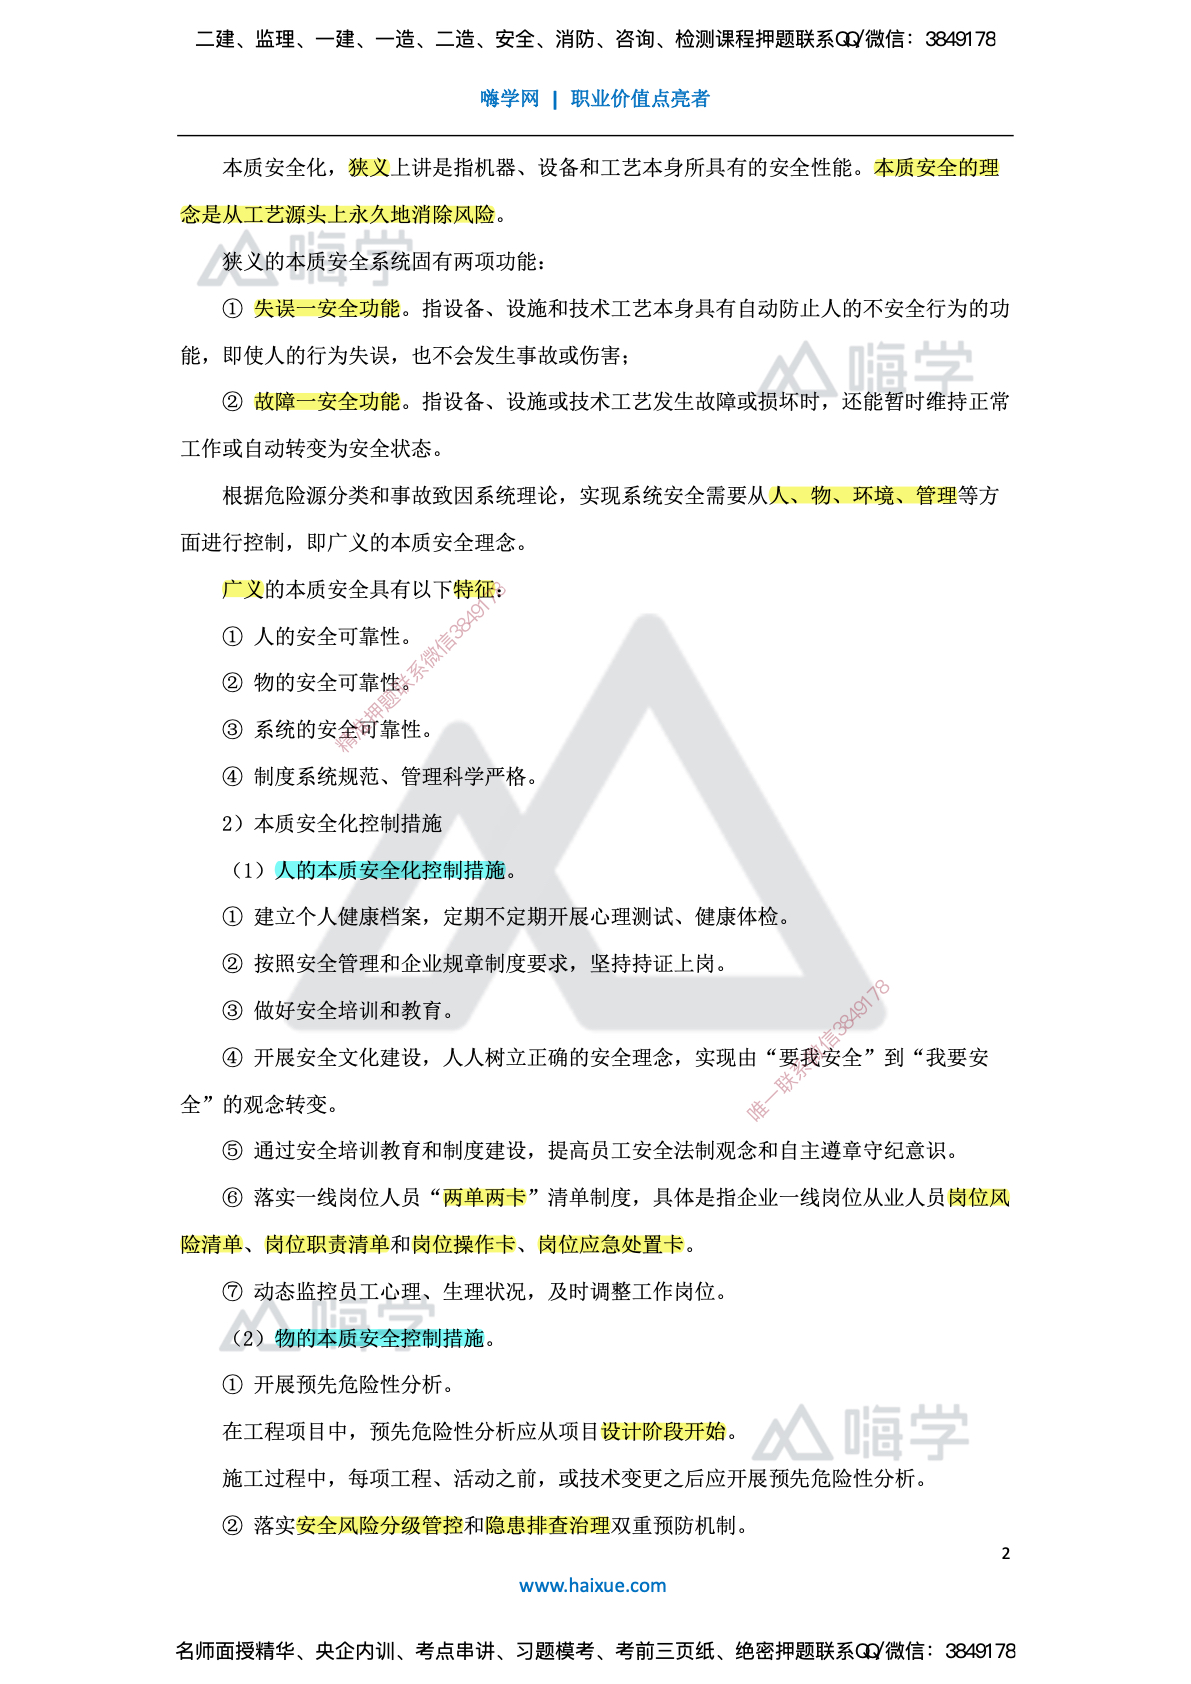 二建、监理、一建、一造、二造、安全、消防、咨询、检测课程押题联系QQ/微信：3849178
嗨学网 | 职业价值点亮者
本质安全化，狭义上讲是指机器、设备和工艺本身所具有的安全性能。本质安全的理
念是从工艺源头上永久地消除风险。
嗨学
狭义的本质安全系统固有两项功能：
① 失误一安全功能。指设备、设施和技术工艺本身具有自动防止人的不安全行为的功
能，即使人的行为失误，也不会发生事故或伤害；
嗨学
② 故障一安全功能。指设备、设施或技术工艺发生故障或损坏时，还能暂时维持正常
工作或自动转变为安全状态。
根据危险源分类和事故致因系统理论，实现系统安全需要从人、物、环境、管理等方
面进行控制，即广义的本质安全理念。
广义的本质安全具有以下特征：
① 人的安全可靠性。
② 物的安全可靠性。
精准押题联系微信3849178
③ 系统的安全可靠性。
④ 制度系统规范、管理科学严格。
2）本质安全化控制措施
（1）人的本质安全化控制措施。
① 建立个人健康档案，定期不定期开展心理测试、健康体检。
② 按照安全管理和企业规章制度要求，坚持持证上岗。
③ 做好安全培训和教育。
唯一联系微信3849178
④ 开展安全文化建设，人人树立正确的安全理念，实现由“要我安全”到“我要安
全”的观念转变。
⑤ 通过安全培训教育和制度建设，提高员工安全法制观念和自主遵章守纪意识。
⑥ 落实一线岗位人员“两单两卡”清单制度，具体是指企业一线岗位从业人员岗位风
险清单、岗位职责清单和岗位操作卡、岗位应急处置卡。
⑦ 动态监控员工心理、生理状况，及时调整工作岗位。
嗨学
（2）物的本质安全控制措施。
① 开展预先危险性分析。
在工程项目中，预先危险性分析应从项目设计阶段开始。
嗨学
施工过程中，每项工程、活动之前，或技术变更之后应开展预先危险性分析。
② 落实安全风险分级管控和隐患排查治理双重预防机制。
2
www.haixue.com
名师面授精华、央企内训、考点串讲、习题模考、考前三页纸、绝密押题联系QQ/微信：3849178